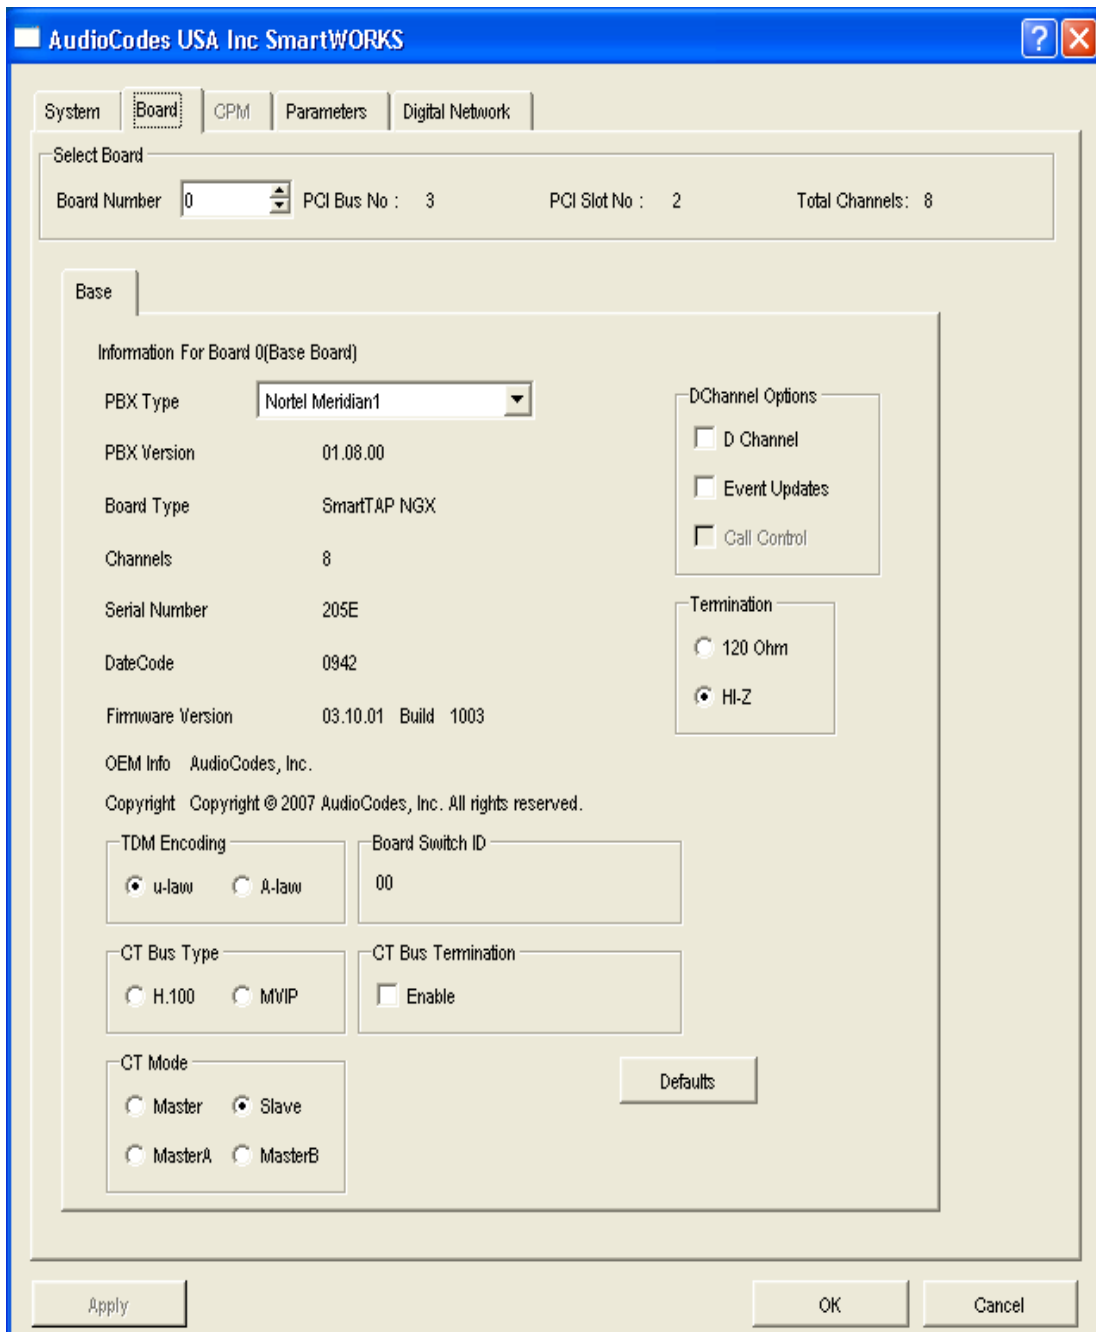 AudioCodes USA Inc SmartWORKS
System Board CPM Parameters Digital Network
Select Board
Board Number 0 PCI Bus No : 3 PCI Slot No : 2 Total Channels: 8
Base
Information For Board 0(Base Board)
PBX Type Nortel Meridian1
PBX Version 01.08.00
Board Type SmartTAP NGX
Channels 8
Serial Number 205E
DateCode 0942
Firmware Version 03.10.01 Build 1003
OEM Info AudioCodes, Inc.
Copyright Copyright © 2007 AudioCodes, Inc. All rights reserved.
DChannel Options
D Channel
Event Updates
Call Control
Termination
120 Ohm
HI-Z
TDM Encoding
u-law A-law
Board Switch ID
00
CT Bus Type
H.100 MVIP
CT Bus Termination
Enable
CT Mode
Master Slave
MasterA MasterB
Defaults
Apply OK Cancel